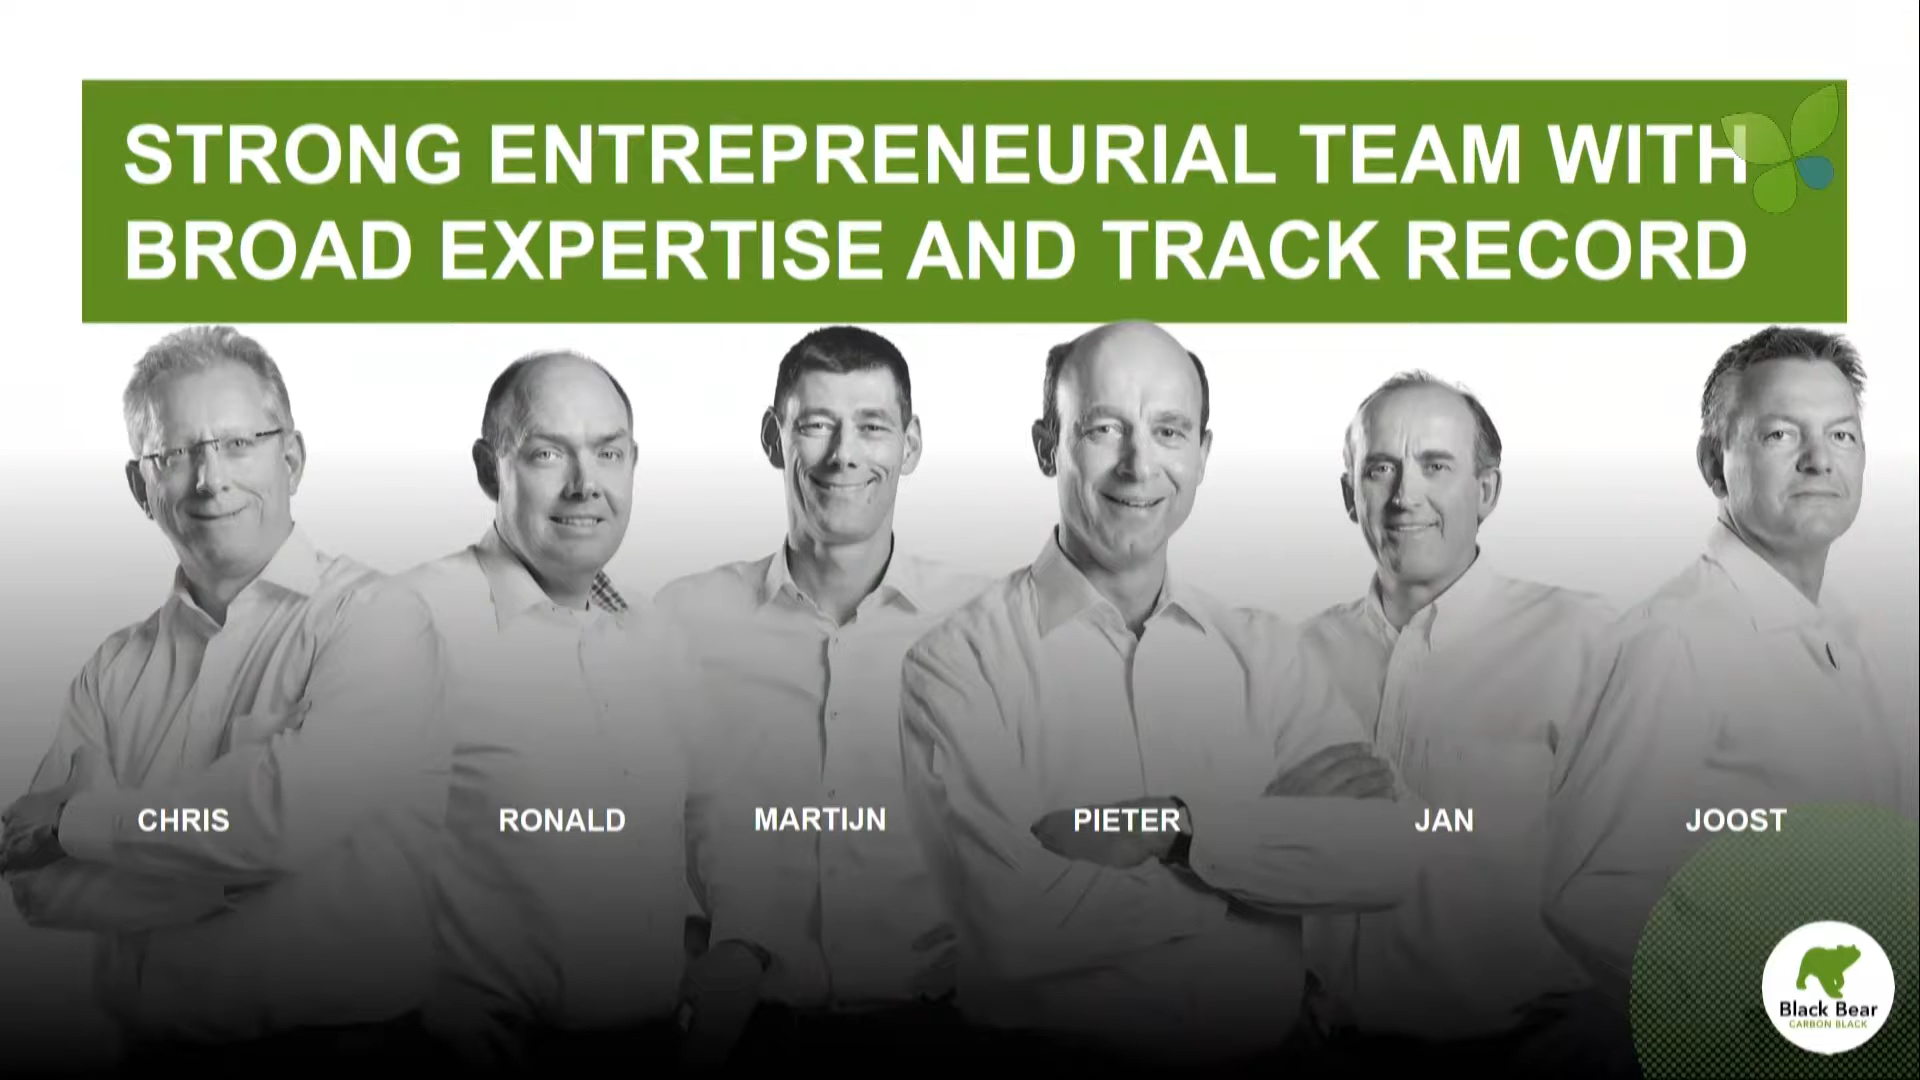 STRONG ENTREPRENEURIAL TEAM WITH
BROAD EXPERTISE AND TRACK RECORD
CHRIS
RONALD
MARTIJN
PIETER
JAN
JOOST
Black Bear
CARBON BLACK